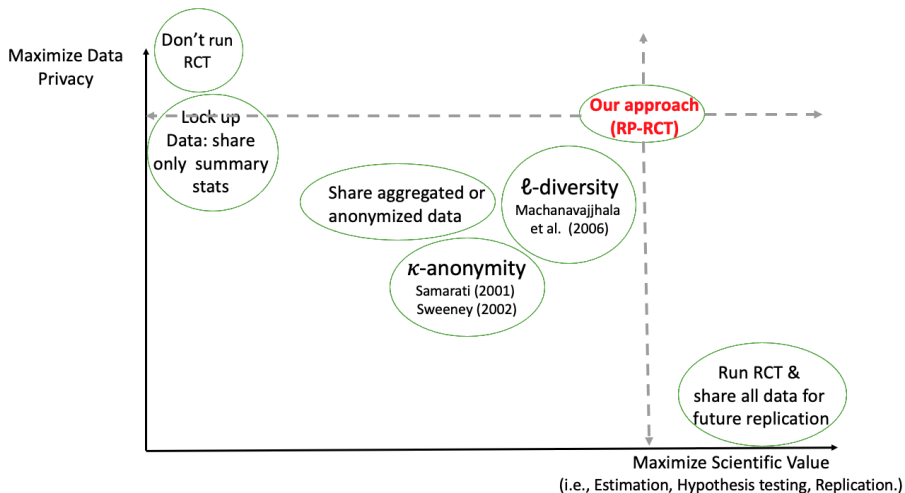 Maximize Data
Privacy
Don't run
RCT
Lock up
Data: share
only summary
stats
Our approach
(RP-RCT)
Share aggregated or
anonymized data
ℓ-diversity
Machanavajjhala
et al. (2006)
κ-anonymity
Samarati (2001)
Sweeney (2002)
Run RCT &
share all data for
future replication
Maximize Scientific Value
(i.e., Estimation, Hypothesis testing, Replication.)